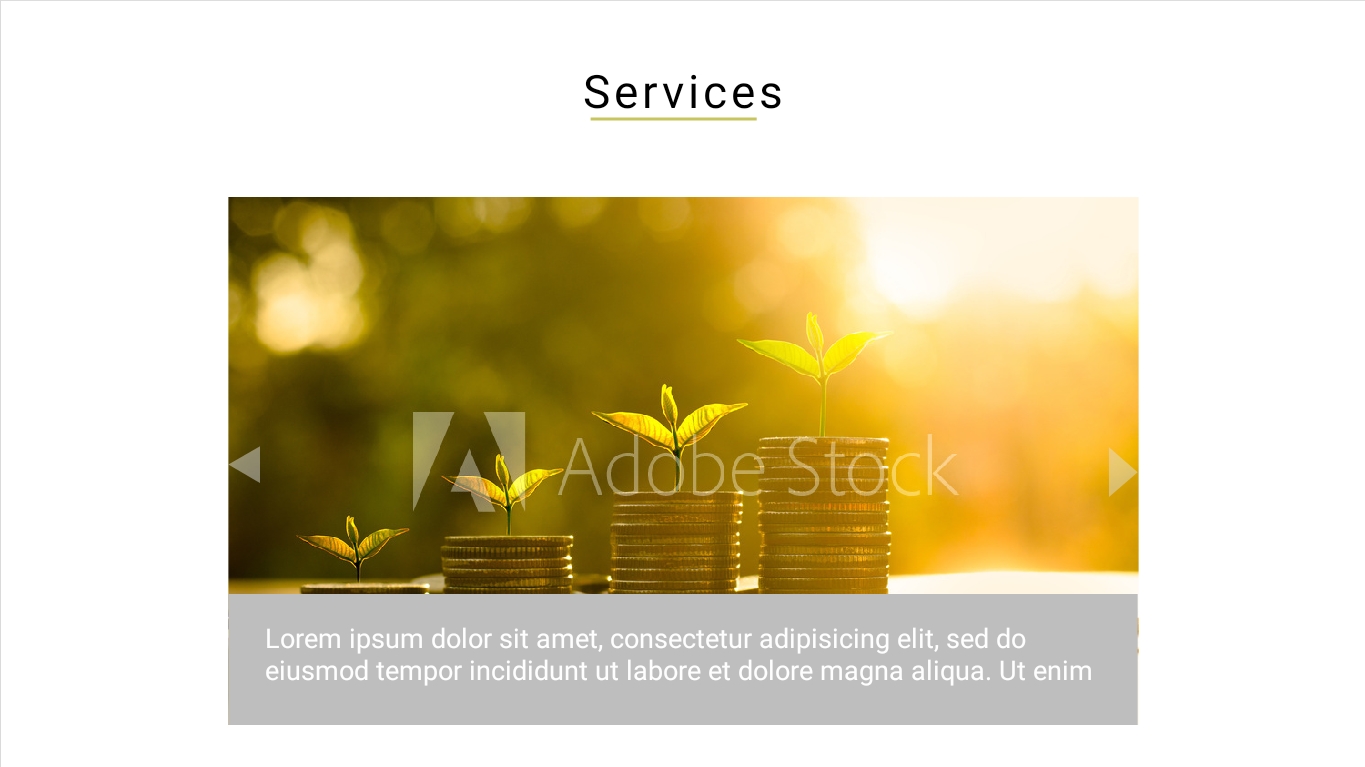 Services
Adobe Stock
Lorem ipsum dolor sit amet, consectetur adipisicing elit, sed do
eiusmod tempor incididunt ut labore et dolore magna aliqua. Ut enim